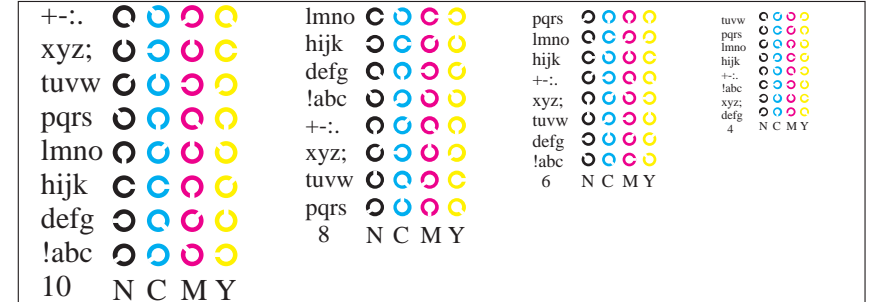 +-:.
xyz;
tuvw
pqrs
lmno
hijk
defg
!abc
10 N C M Y
lmno
hijk
defg
!abc
+-:.
xyz;
tuvw
pqrs
8 N C M Y
pqrs
lmno
hijk
+-:.
xyz;
tuvw
defg
!abc
6 N C M Y
tuvw
pqrs
lmno
hijk
+-:.
!abc
xyz;
defg
4 N C M Y